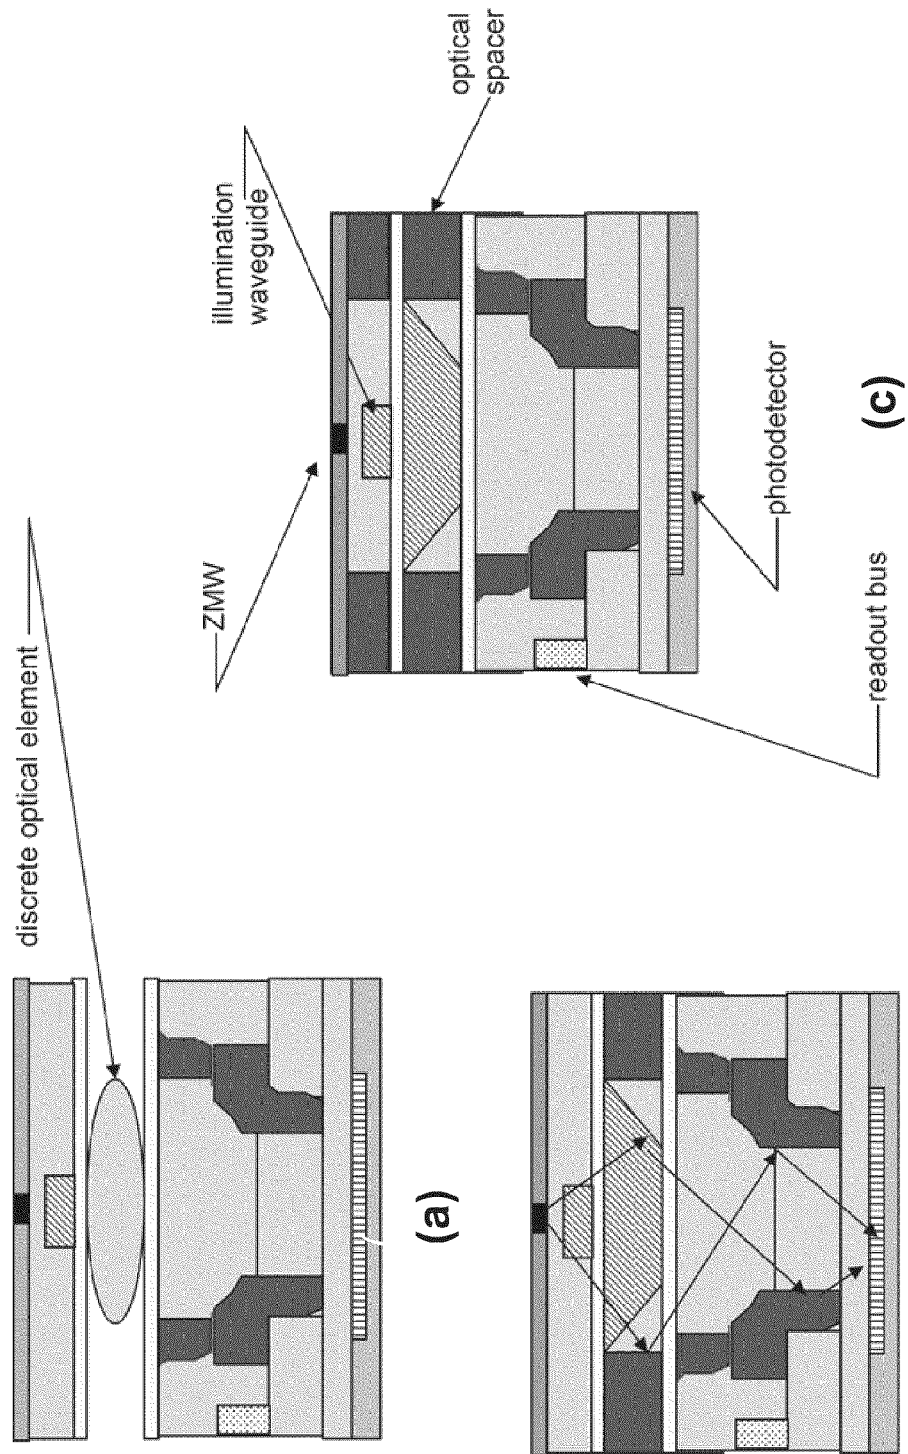 discrete optical element
(a)
ZMW
illumination
waveguide
optical
spacer
readout bus
photodetector
(c)